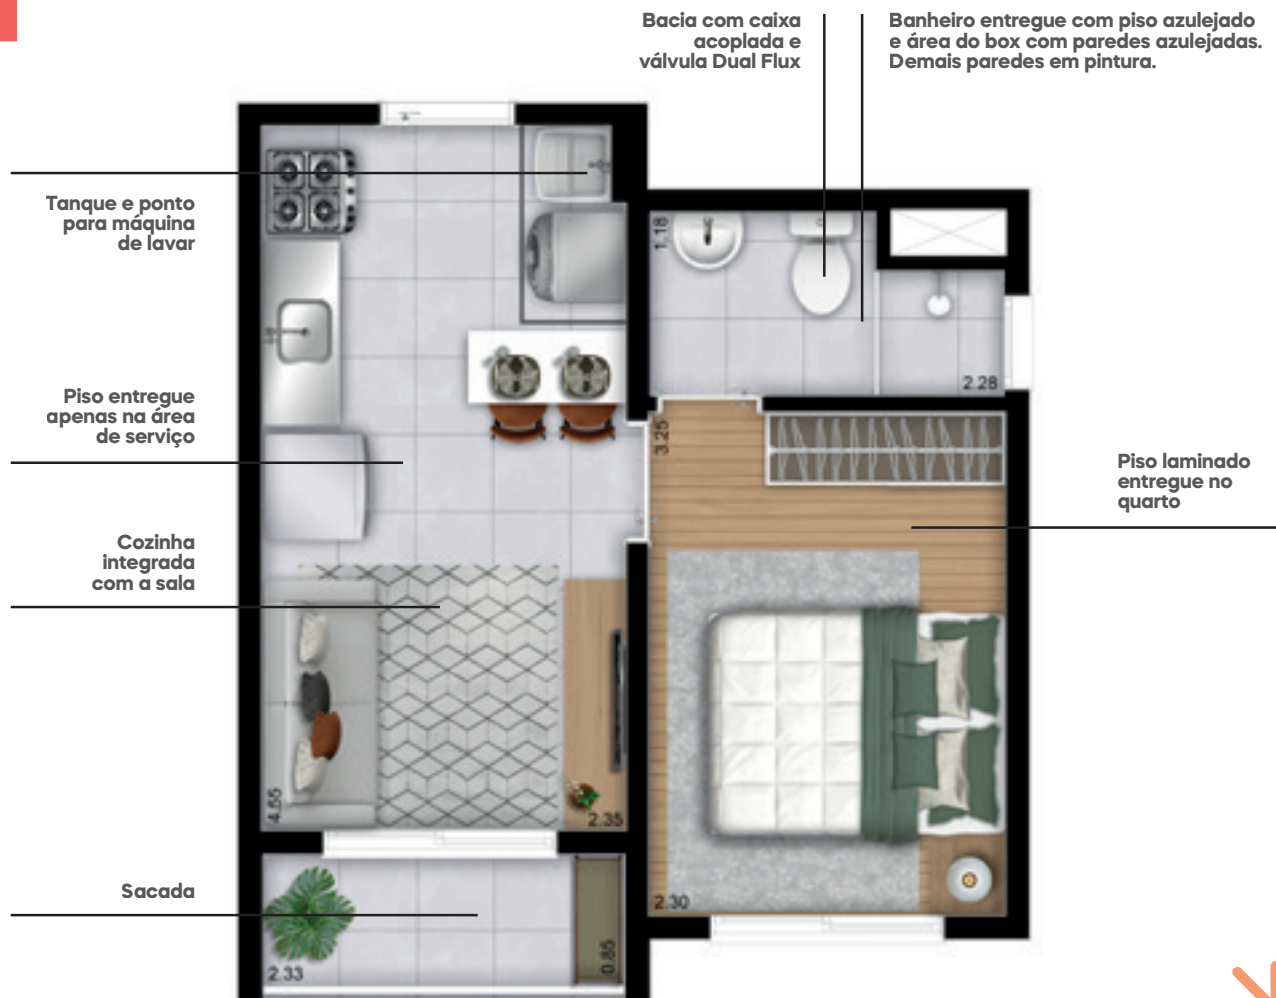 Bacia com caixa
acoplada e
válvula Dual Flux
Banheiro entregue com piso azulejado
e área do box com paredes azulejadas.
Demais paredes em pintura.
Tanque e ponto
para máquina
de lavar
1.18
2.28
Piso entregue
apenas na área
de serviço
3.25
Piso laminado
entregue no
quarto
Cozinha
integrada
com a sala
4.55
2.35
Sacada
2.30
2.33
0.85